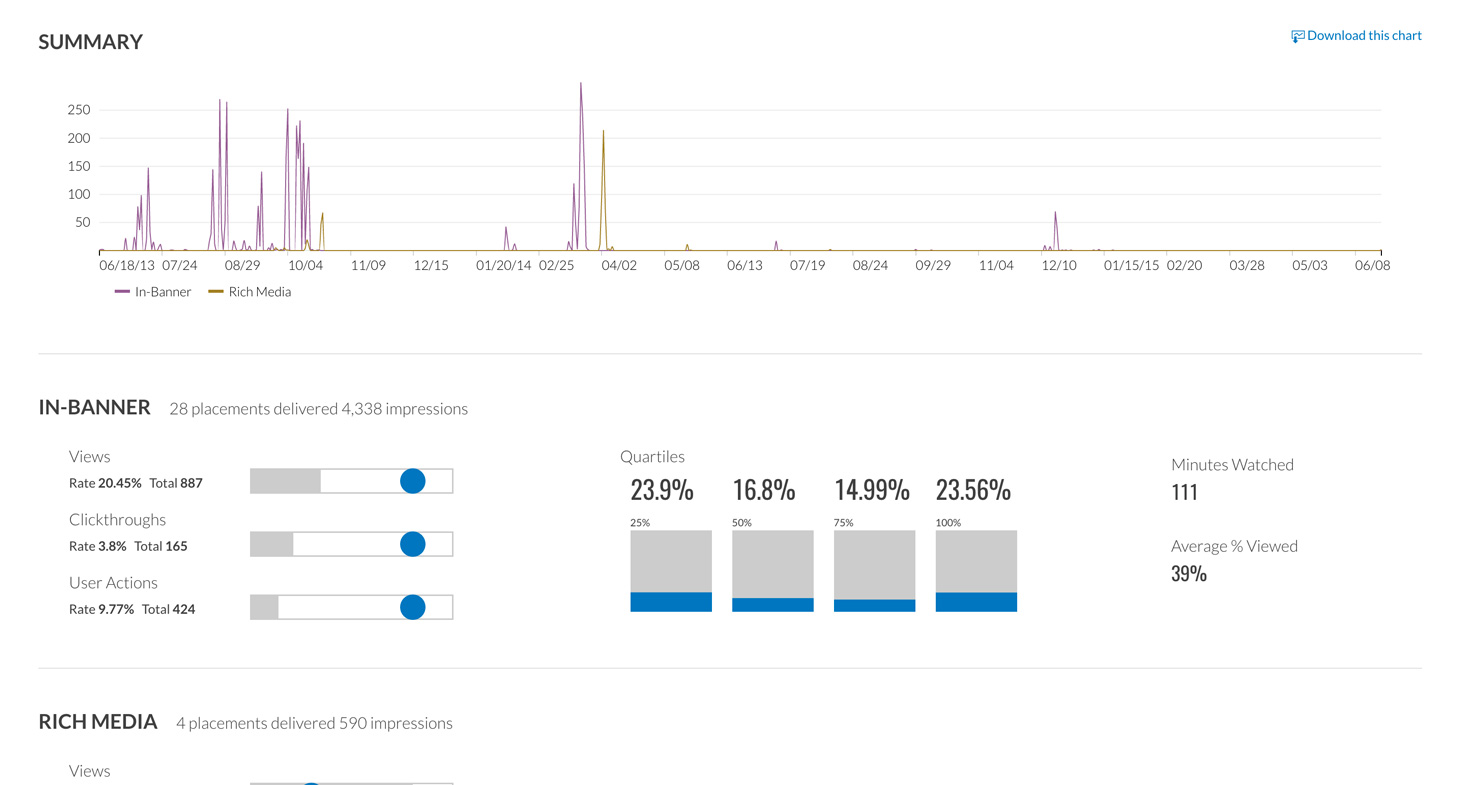 SUMMARY
Download this chart
250
200
150
100
50
06/18/13 07/24 08/29 10/04 11/09 12/15 01/20/14 02/25 04/02 05/08 06/13 07/19 08/24 09/29 11/04 12/10 01/15/15 02/20 03/28 05/03 06/08
In-Banner Rich Media
IN-BANNER 28 placements delivered 4,338 impressions
Views
Rate 20.45% Total 887
Clickthroughs
Rate 3.8% Total 165
User Actions
Rate 9.77% Total 424
Quartiles
23.9% 16.8% 14.99% 23.56%
25% 50% 75% 100%
Minutes Watched
111
Average % Viewed
39%
RICH MEDIA 4 placements delivered 590 impressions
Views